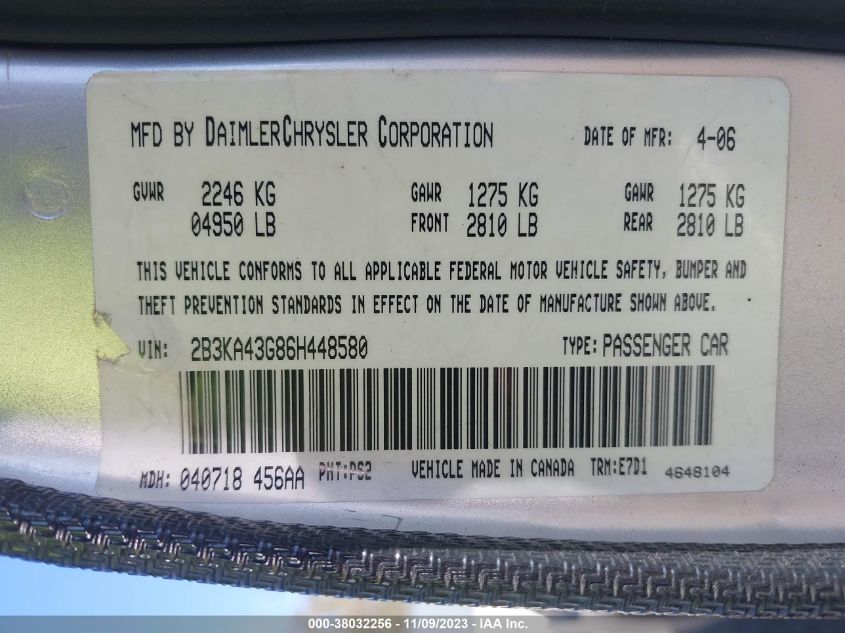 MFD BY DAIMLERCHRYSLER CORPORATION DATE OF MFR: 4-06
GVWR 2246 KG GAWR 1275 KG GAWR 1275 KG
04950 LB FRONT 2810 LB REAR 2810 LB
THIS VEHICLE CONFORMS TO ALL APPLICABLE FEDERAL MOTOR VEHICLE SAFETY, BUMPER AND
THEFT PREVENTION STANDARDS IN EFFECT ON THE DATE OF MANUFACTURE SHOWN ABOVE.
VIN: 2B3KA43G86H448580 TYPE: PASSENGER CAR
MDH: 040718 456AA PNT:PS2 VEHICLE MADE IN CANADA TRM:E7D1 4648104
000-38032256 - 11/09/2023 - IAA Inc.